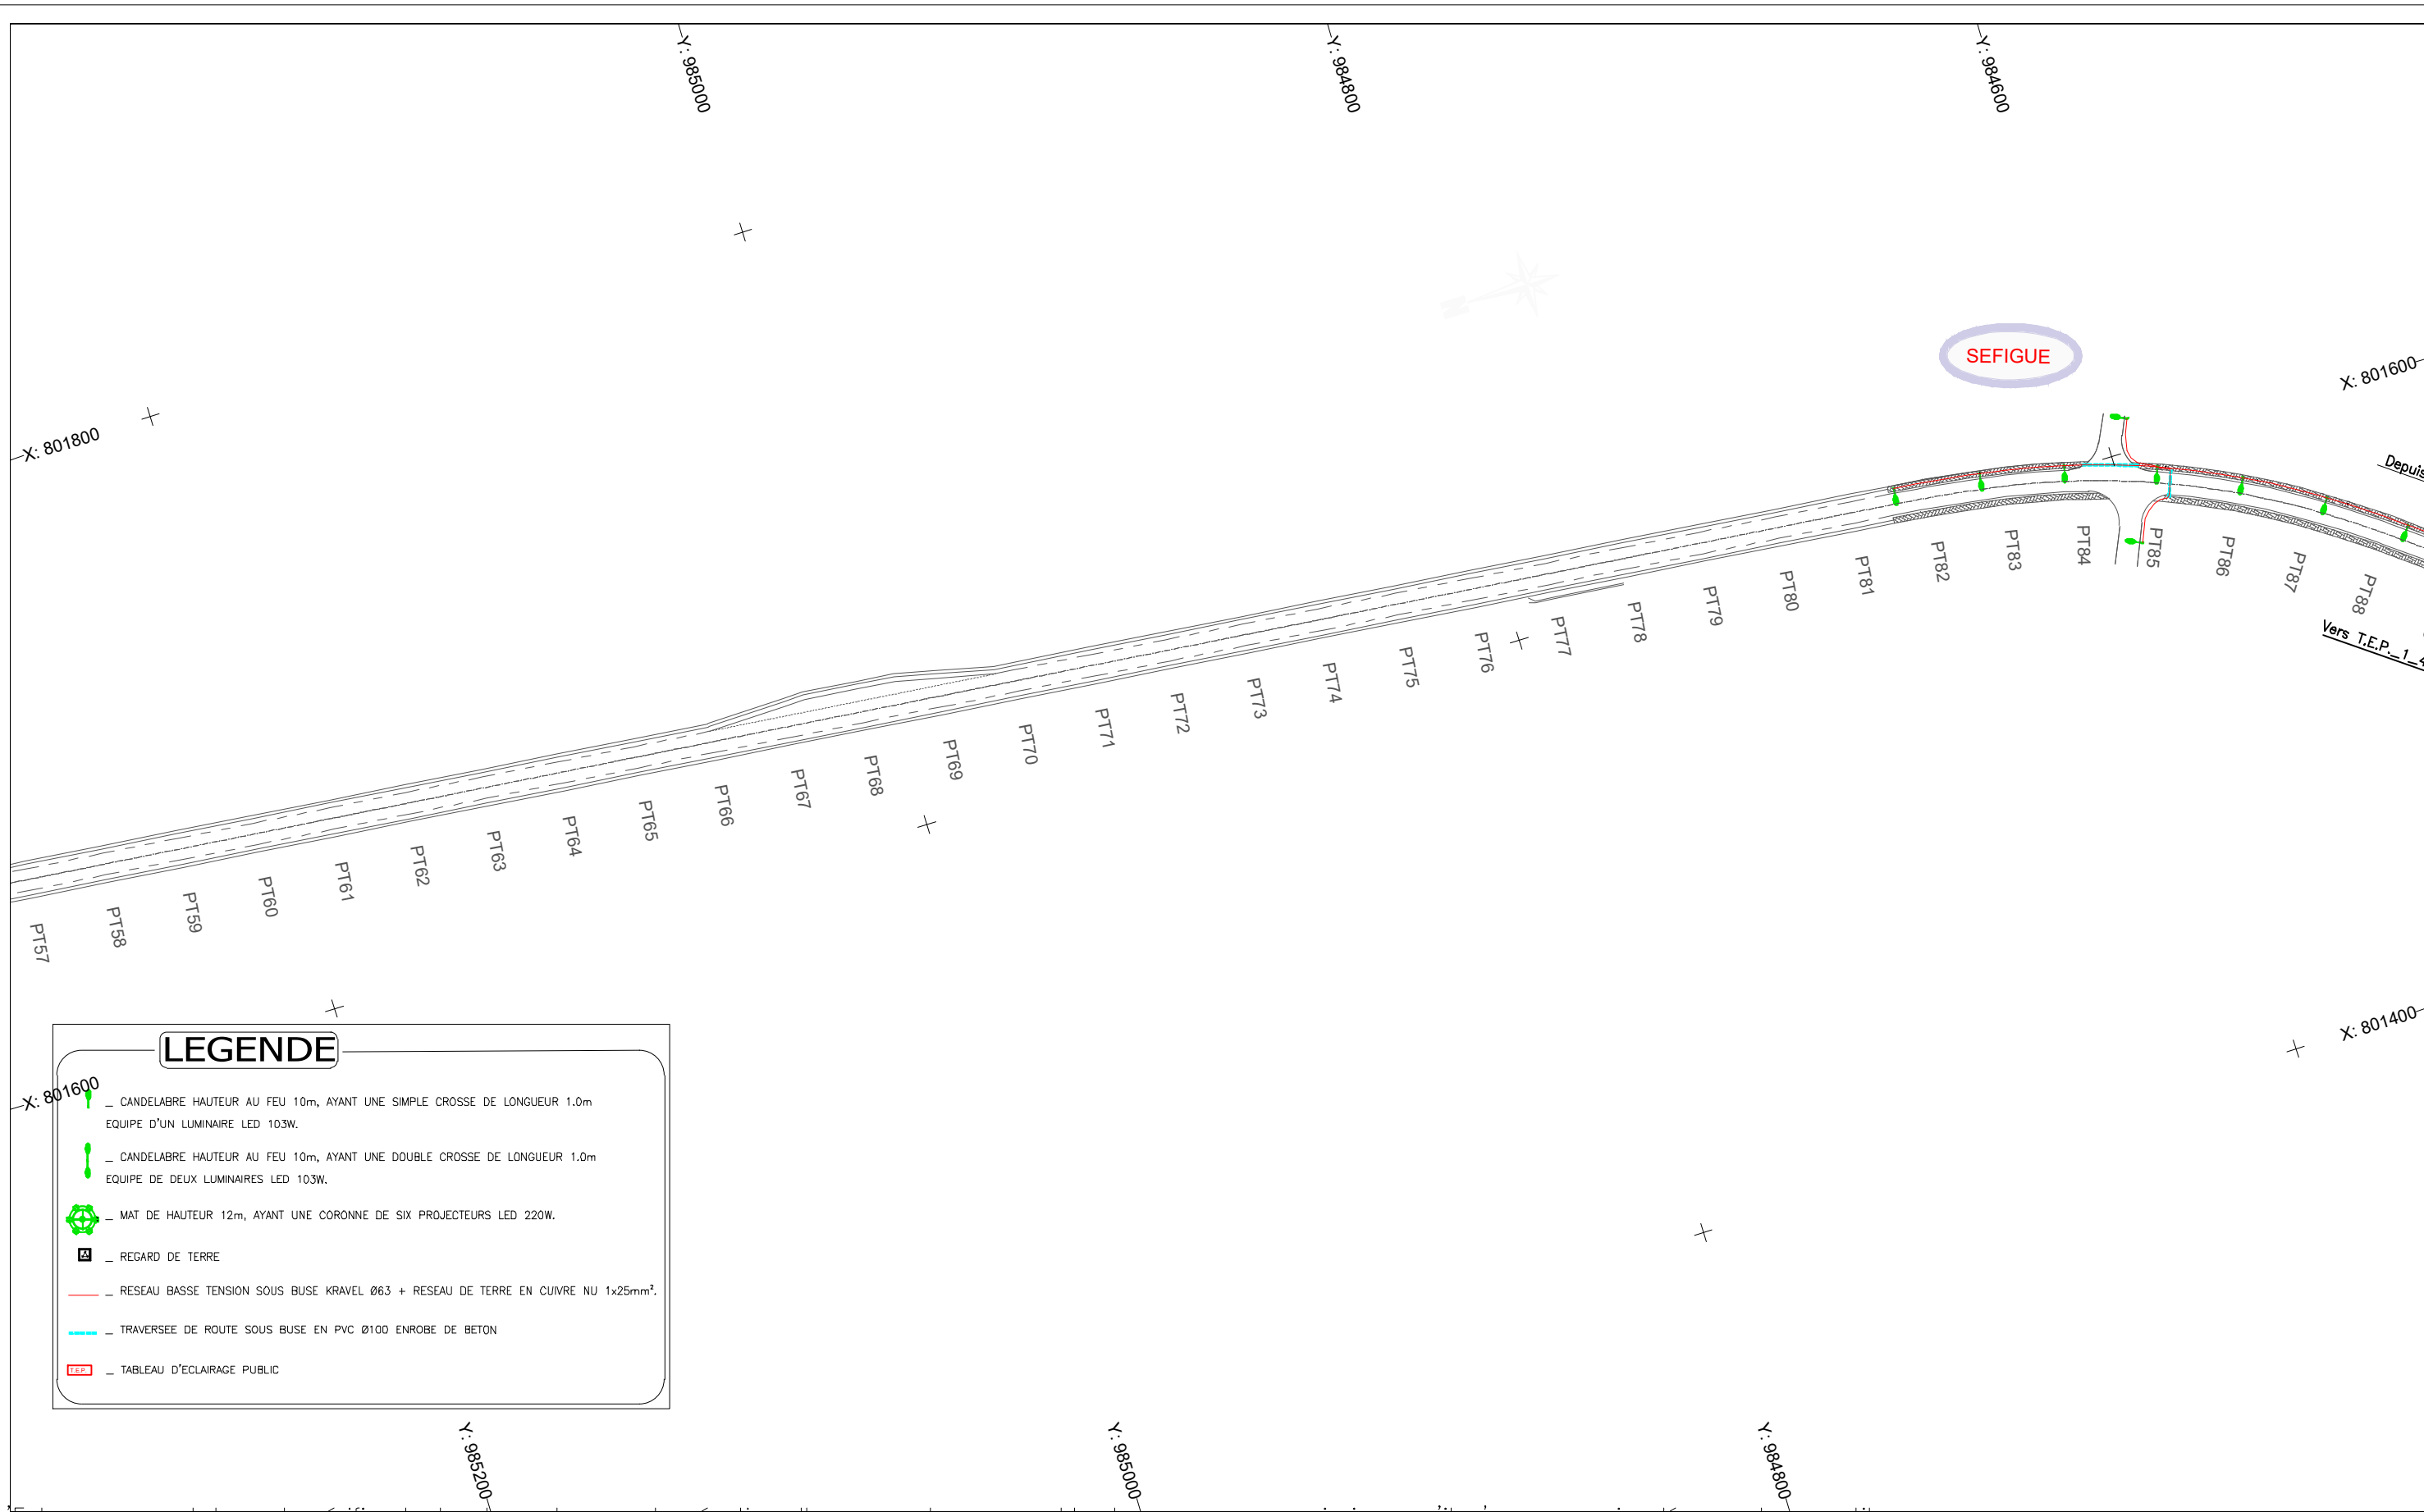 Y: 985000
Y: 984800
Y: 984600
SEFIGUE
X: 801600
X: 801800
Depuis
PT57
PT58
PT59
PT60
PT61
PT62
PT63
PT64
PT65
PT66
PT67
PT68
PT69
PT70
PT71
PT72
PT73
PT74
PT75
PT76
PT77
PT78
PT79
PT80
PT81
PT82
PT83
PT84
PT85
PT86
PT87
PT88
Vers T.E.P._1_4
N
X: 801400
X: 801600
LEGENDE
_ CANDELABRE HAUTEUR AU FEU 10m, AYANT UNE SIMPLE CROSSE DE LONGUEUR 1.0m
EQUIPE D'UN LUMINAIRE LED 103W.
_ CANDELABRE HAUTEUR AU FEU 10m, AYANT UNE DOUBLE CROSSE DE LONGUEUR 1.0m
EQUIPE DE DEUX LUMINAIRES LED 103W.
_ MAT DE HAUTEUR 12m, AYANT UNE CORONNE DE SIX PROJECTEURS LED 220W.
_ REGARD DE TERRE
_ RESEAU BASSE TENSION SOUS BUSE KRAVEL Ø63 + RESEAU DE TERRE EN CUIVRE NU 1x25mm².
_ TRAVERSEE DE ROUTE SOUS BUSE EN PVC Ø100 ENROBE DE BETON
T.E.P. _ TABLEAU D'ECLAIRAGE PUBLIC
Y: 985200
Y: 985000
Y: 984800